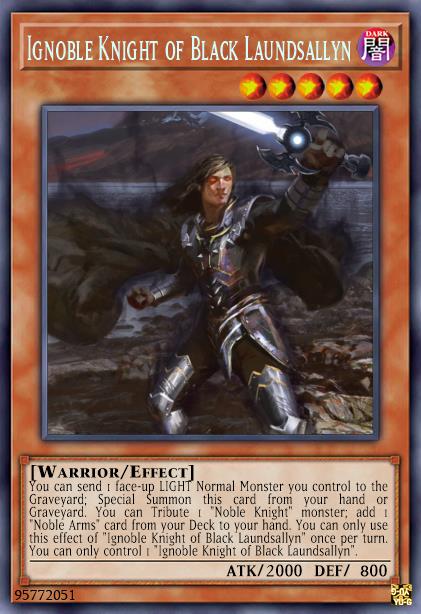 Ignoble Knight of Black Laundsallyn
DARK
闇
[Warrior/Effect]
You can send 1 face-up LIGHT Normal Monster you control to the
Graveyard; Special Summon this card from your hand or
Graveyard. You can Tribute 1 "Noble Knight" monster; add 1
"Noble Arms" card from your Deck to your hand. You can only use
this effect of "Ignoble Knight of Black Laundsallyn" once per turn.
You can only control 1 "Ignoble Knight of Black Laundsallyn".
ATK/2000 DEF/ 800
95772051